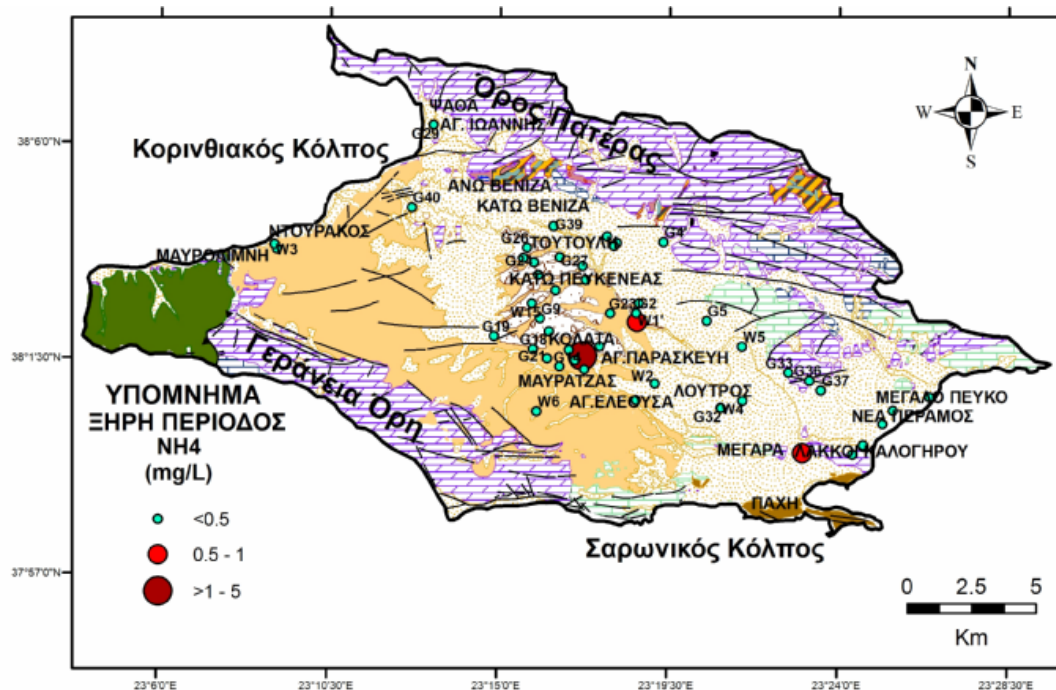 N
W E
S
Όρος Πατέρας
ΨΑΘΑ
ΑΓ. ΙΩΑΝΝΗΣ
G29
38°6'0"N
Κορινθιακός Κόλπος
ΑΝΩ ΒΕΝΙΖΑ
G40
ΚΑΤΩ ΒΕΝΙΖΑ
ΝΤΟΥΡΑΚΟΣ
G39
G26
ΤΟΥΤΟΥΛΗ
G4
W3
ΜΑΥΡΟΛΙΜΝΗ
G24
G27
ΚΑΤΩ ΠΕΥΚΕΝΕΑΣ
G23
G2
W15
G9
W1'
G5
G19
G18
ΚΟΛΑΤΑ
W5
G21
ΑΓ.ΠΑΡΑΣΚΕΥΗ
38°1'30"N
Γεράνεια Όρη
ΜΑΥΡΑΤΖΑΣ
W2
G33
G36
G37
W6
ΑΓ.ΕΛΕΟΥΣΑ
ΛΟΥΤΡΟΣ
W4
G32
ΜΕΓΑΛΟ ΠΕΥΚΟ
ΝΕΑ ΠΕΡΑΜΟΣ
ΜΕΓΑΡΑ
ΛΑΚΚΟΙ ΚΑΛΟΓΗΡΟΥ
ΠΑΧΗ
Σαρωνικός Κόλπος
ΥΠΟΜΝΗΜΑ
ΞΗΡΗ ΠΕΡΙΟΔΟΣ
NH4
(mg/L)
<0.5
0.5 - 1
>1 - 5
37°57'0"N
0 2.5 5
Km
23°6'0"E 23°10'30"E 23°15'0"E 23°19'30"E 23°24'0"E 23°28'30"E